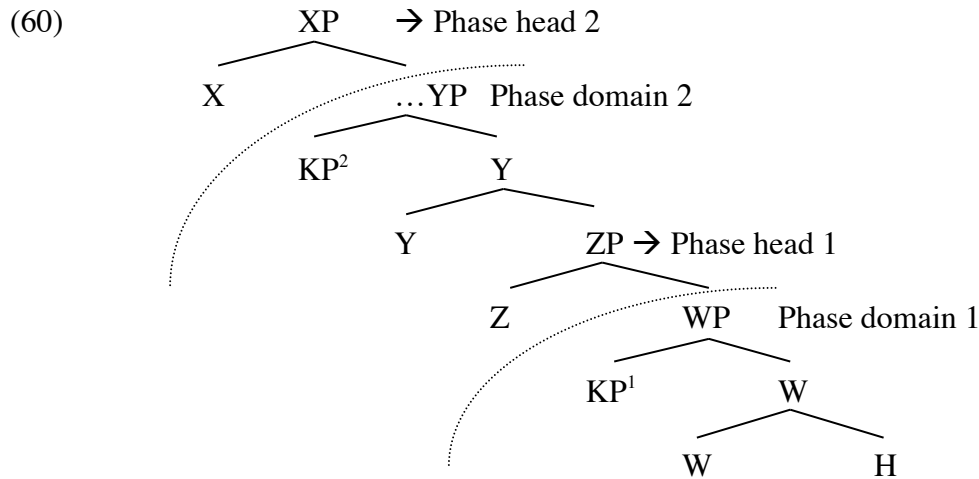 (60) XP → Phase head 2
X …YP Phase domain 2
KP² Y
Y ZP → Phase head 1
Z WP Phase domain 1
KP¹ W
W H